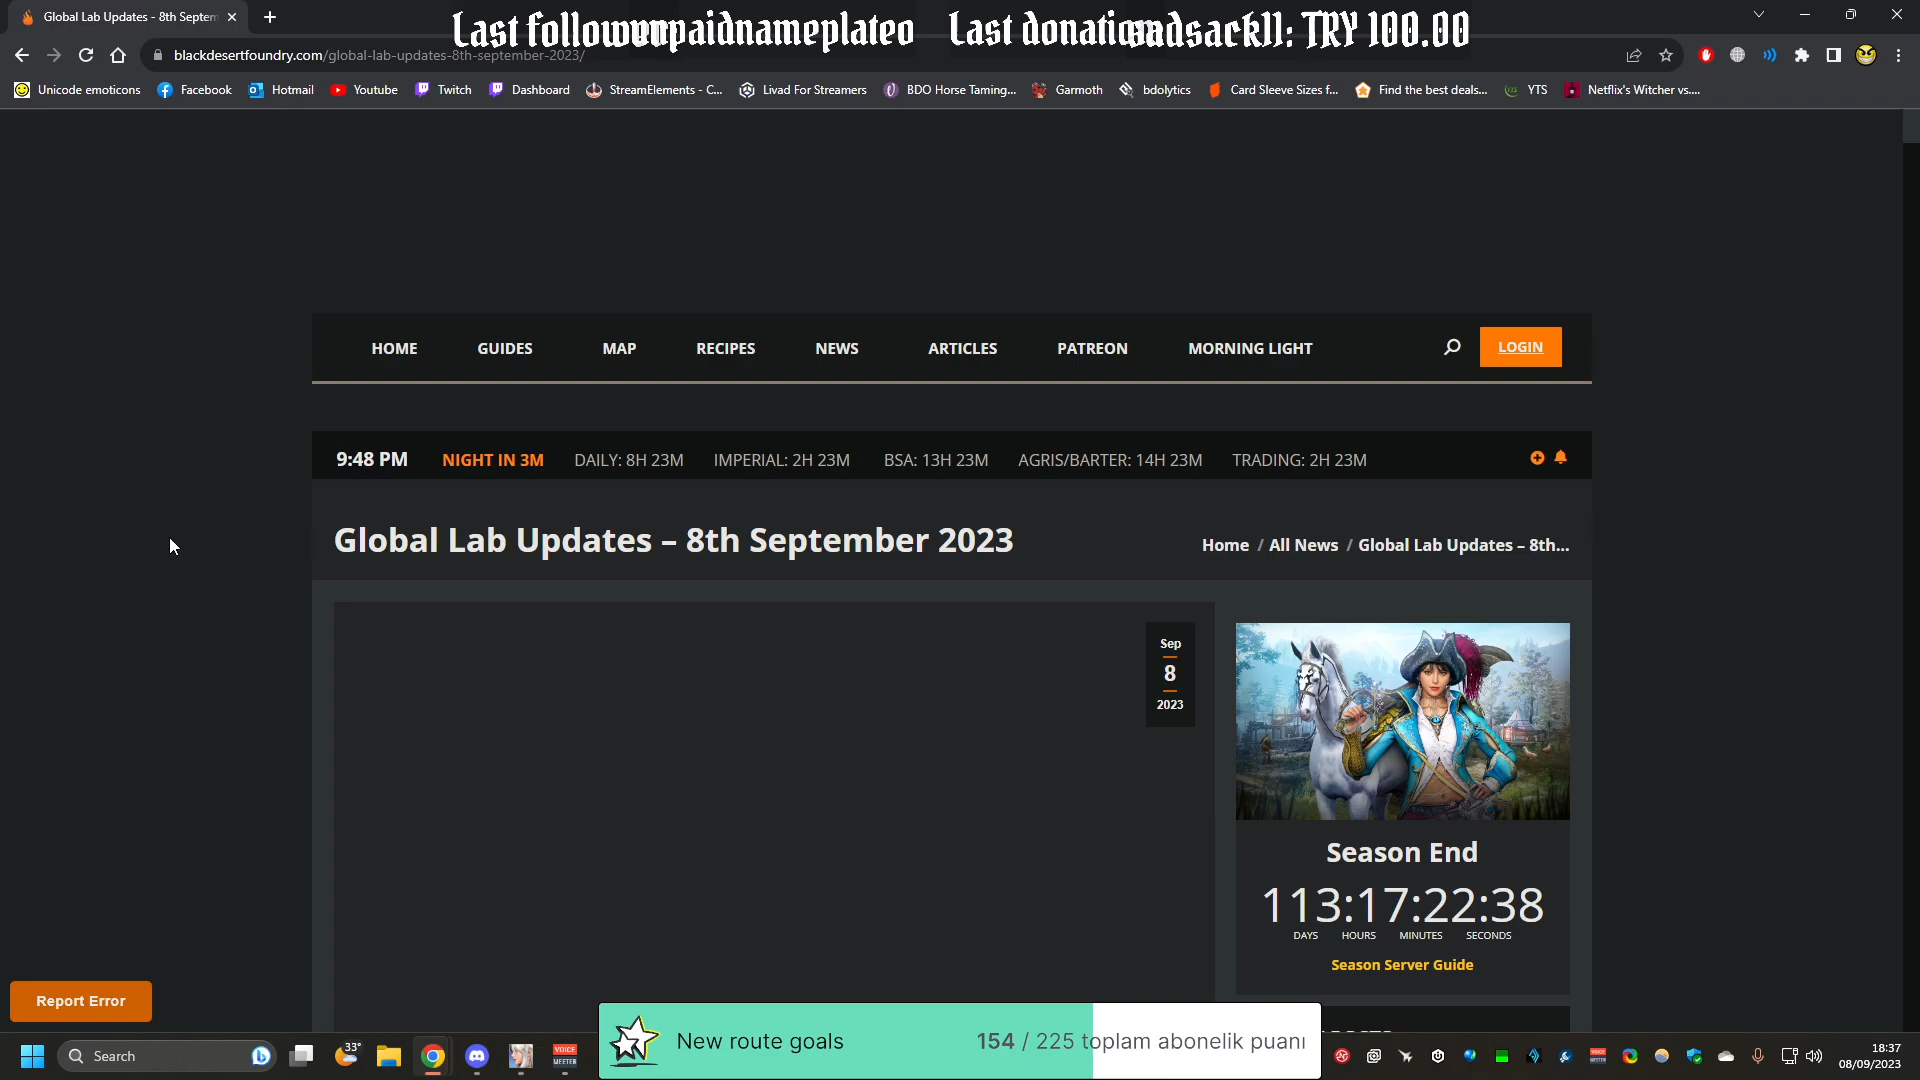 Global Lab Updates - 8th Septem
Last follower
unpaidnameplateo
Last donation
sadsack11: TRY 100.00
blackdesertfoundry.com/global-lab-updates-8th-september-2023/
Unicode emoticons
Facebook
Hotmail
Youtube
Twitch
Dashboard
StreamElements - C...
Livad For Streamers
BDO Horse Taming...
Garmoth
bdolytics
Card Sleeve Sizes f...
Find the best deals...
YTS
Netflix's Witcher vs....
HOME
GUIDES
MAP
RECIPES
NEWS
ARTICLES
PATREON
MORNING LIGHT
LOGIN
9:48 PM
NIGHT IN 3M
DAILY: 8H 23M
IMPERIAL: 2H 23M
BSA: 13H 23M
AGRIS/BARTER: 14H 23M
TRADING: 2H 23M
Global Lab Updates – 8th September 2023
Home / All News / Global Lab Updates – 8th...
Sep
8
2023
Season End
113:17:22:38
DAYS
HOURS
MINUTES
SECONDS
Season Server Guide
Report Error
New route goals
154 / 225 toplam abonelik puanı
Search
33°
VOICE
MEETER
18:37
08/09/2023